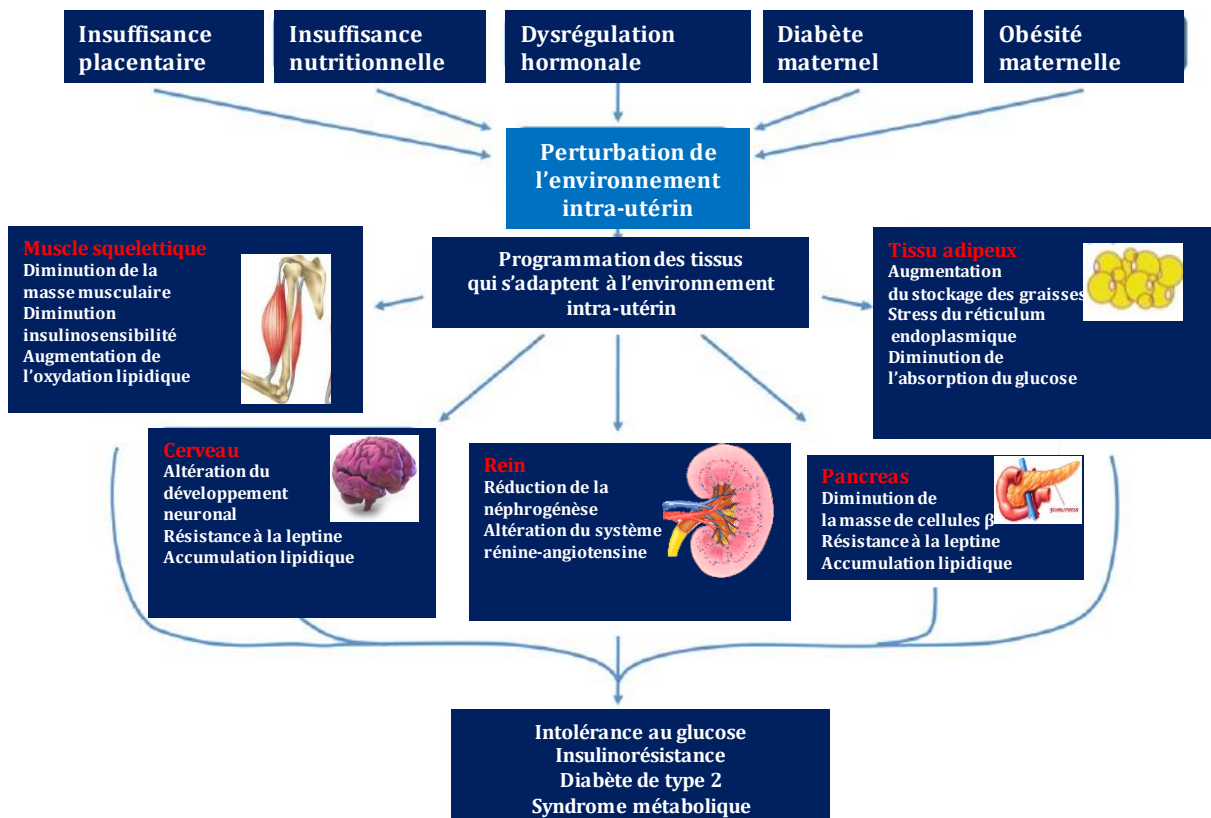 Insuffisance
placentaire
Insuffisance
nutritionnelle
Dysrégulation
hormonale
Diabète
maternel
Obésité
maternelle
Perturbation de
l’environnement
intra-utérin
Programmation des tissus
qui s’adaptent à l’environnement
intra-utérin
Muscle squelettique
Diminution de la
masse musculaire
Diminution
insulinosensibilité
Augmentation de
l’oxydation lipidique
Tissu adipeux
Augmentation
du stockage des graisses
Stress du réticulum
endoplasmique
Diminution de
l’absorption du glucose
Cerveau
Altération du
développement
neuronal
Résistance à la leptine
Accumulation lipidique
Rein
Réduction de la
néphrogénèse
Altération du système
rénine-angiotensine
Pancreas
Diminution de
la masse de cellules β
Résistance à la leptine
Accumulation lipidique
Intolérance au glucose
Insulinorésistance
Diabète de type 2
Syndrome métabolique